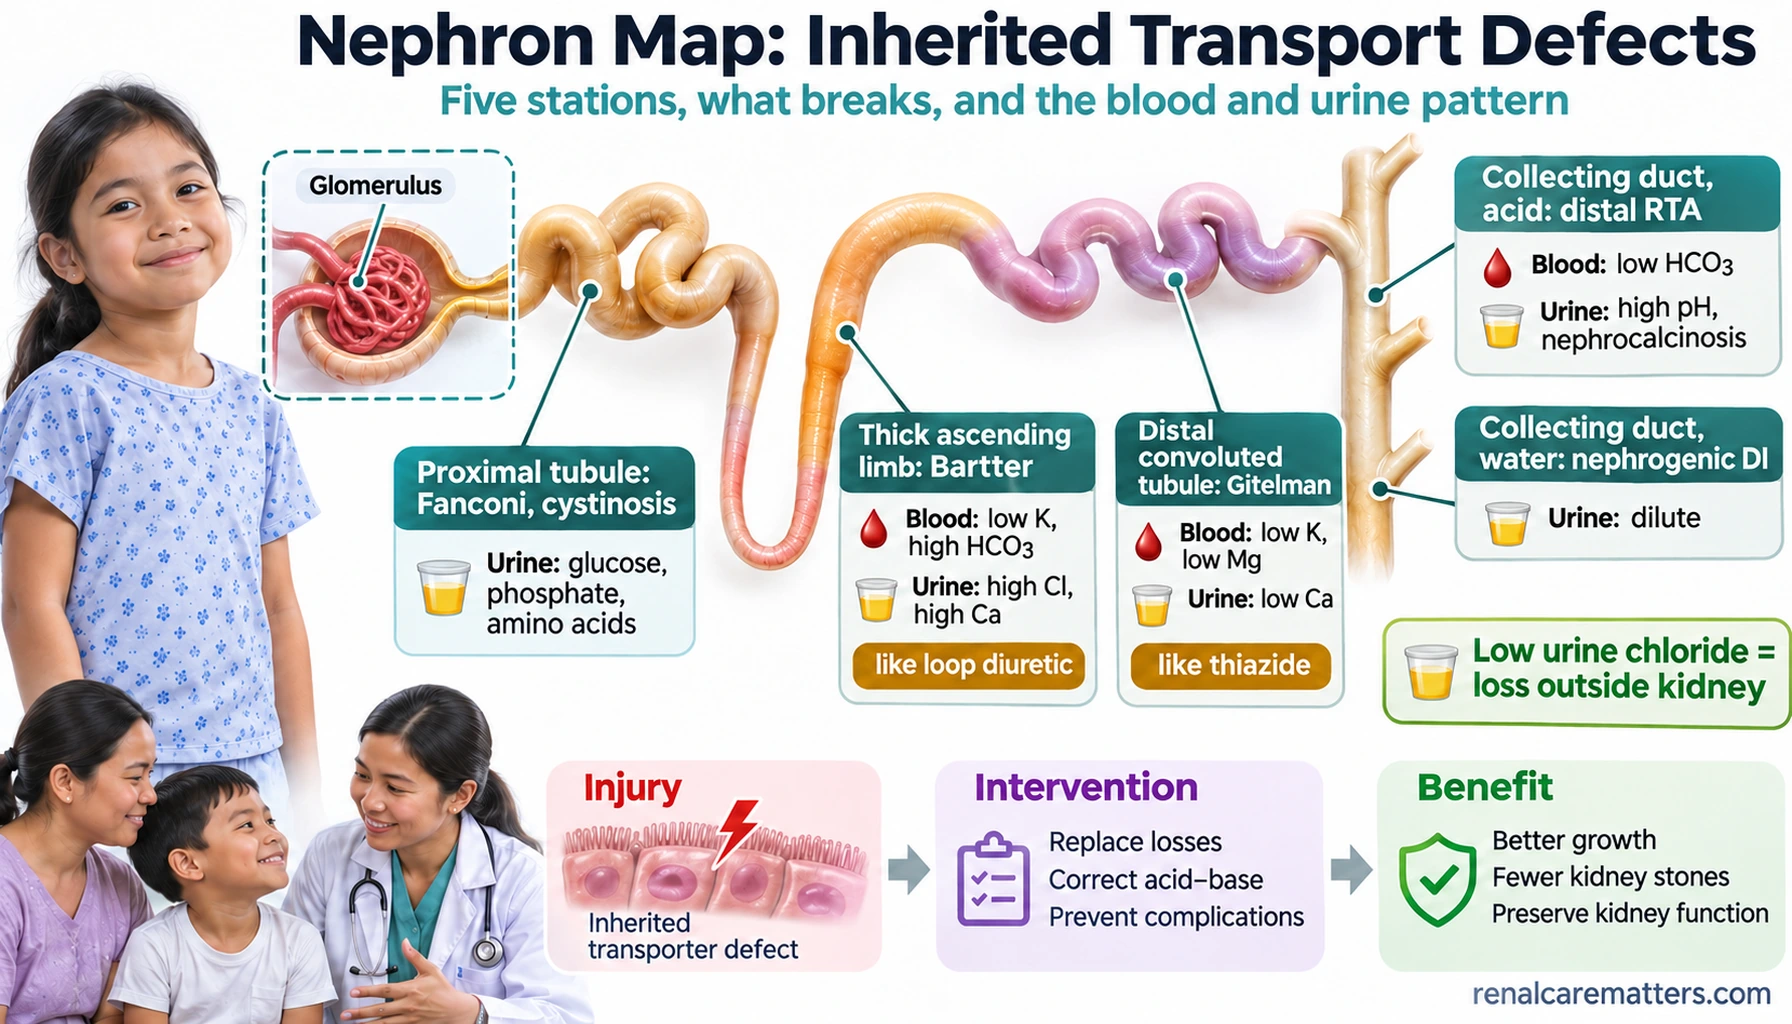 Nephron Map: Inherited Transport Defects
Five stations, what breaks, and the blood and urine pattern
Glomerulus
Proximal tubule:
Fanconi, cystinosis
Urine: glucose,
phosphate,
amino acids
Thick ascending
limb: Bartter
Blood: low K,
high HCO₃
Urine: high Cl,
high Ca
like loop diuretic
Distal
convoluted
tubule: Gitelman
Blood: low K,
low Mg
Urine: low Ca
like thiazide
Collecting duct,
acid: distal RTA
Blood: low HCO₃
Urine: high pH,
nephrocalcinosis
Collecting duct,
water: nephrogenic DI
Urine: dilute
Low urine chloride =
loss outside kidney
Injury
Inherited
transporter defect
Intervention
Replace losses
Correct acid–base
Prevent complications
Benefit
Better growth
Fewer kidney stones
Preserve kidney function
renalcarematters.com